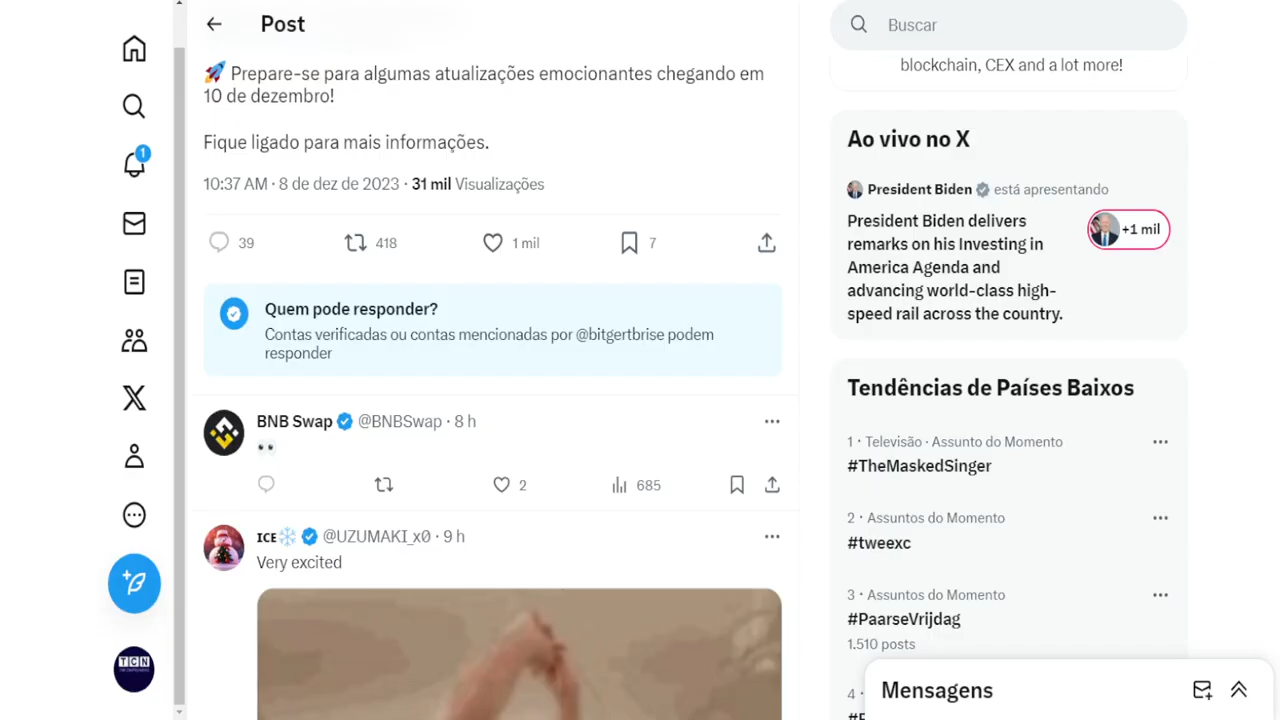 Post
Prepare-se para algumas atualizações emocionantes chegando em
10 de dezembro!
Fique ligado para mais informações.
10:37 AM · 8 de dez de 2023 · 31 mil Visualizações
39
418
1 mil
7
Quem pode responder?
Contas verificadas ou contas mencionadas por @bitgertbrise podem
responder
BNB Swap @BNBSwap · 8 h
2
685
ICE @UZUMAKI_x0 · 9 h
Very excited
1
TCN
Buscar
blockchain, CEX and a lot more!
Ao vivo no X
President Biden está apresentando
President Biden delivers
remarks on his Investing in
America Agenda and
advancing world-class high-
speed rail across the country.
+1 mil
Tendências de Países Baixos
1 · Televisão · Assunto do Momento
#TheMaskedSinger
2 · Assuntos do Momento
#tweexc
3 · Assuntos do Momento
#PaarseVrijdag
1.510 posts
4 ·
Mensagens